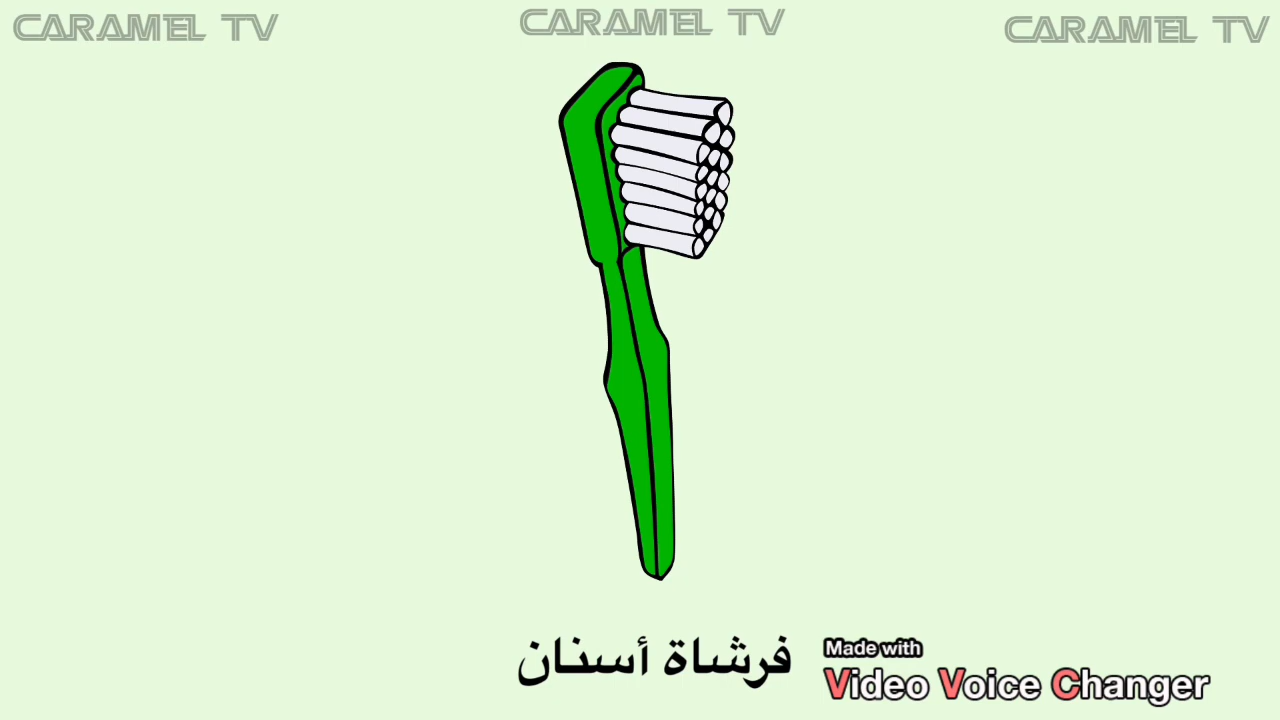 CARAMEL TV
CARAMEL TV
CARAMEL TV
فرشاة أسنان
Made with
Video Voice Changer